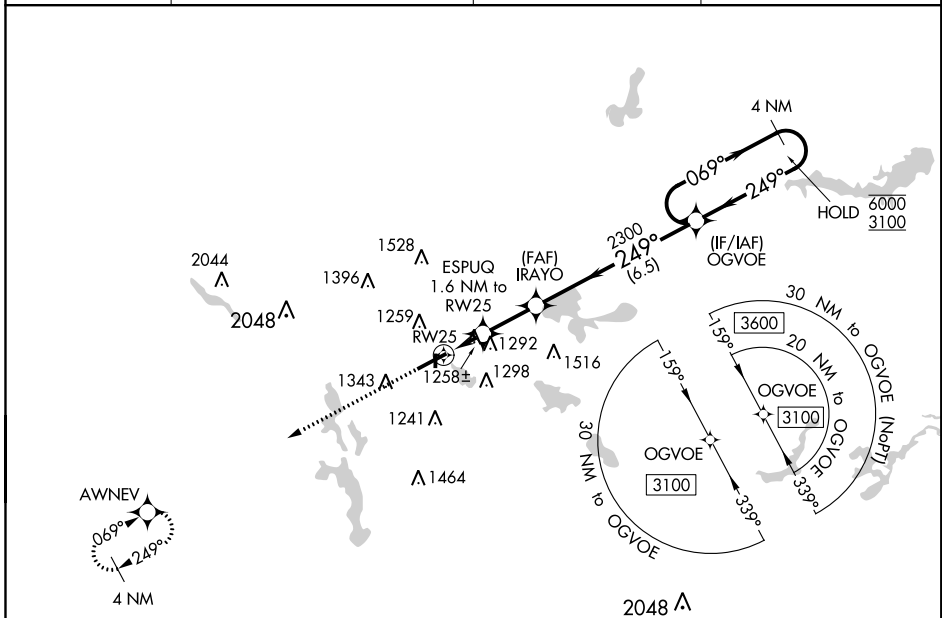 4 NM
069°
249°
HOLD
6000
3100
2300
249°
(6.5)
(IF/IAF)
OGVOE
(FAF)
IRAYO
ESPUQ
1.6 NM to
RW25
RW25
1528
1396
2044
2048
1259
1292
1516
1258±
1298
1343
1241
1464
AWNEV
069°
249°
4 NM
159°
OGVOE
3100
339°
30 NM to OGVOE
30 NM to OGVOE (NoPT)
159°
3600
20 NM to OGVOE
OGVOE
3100
339°
2048